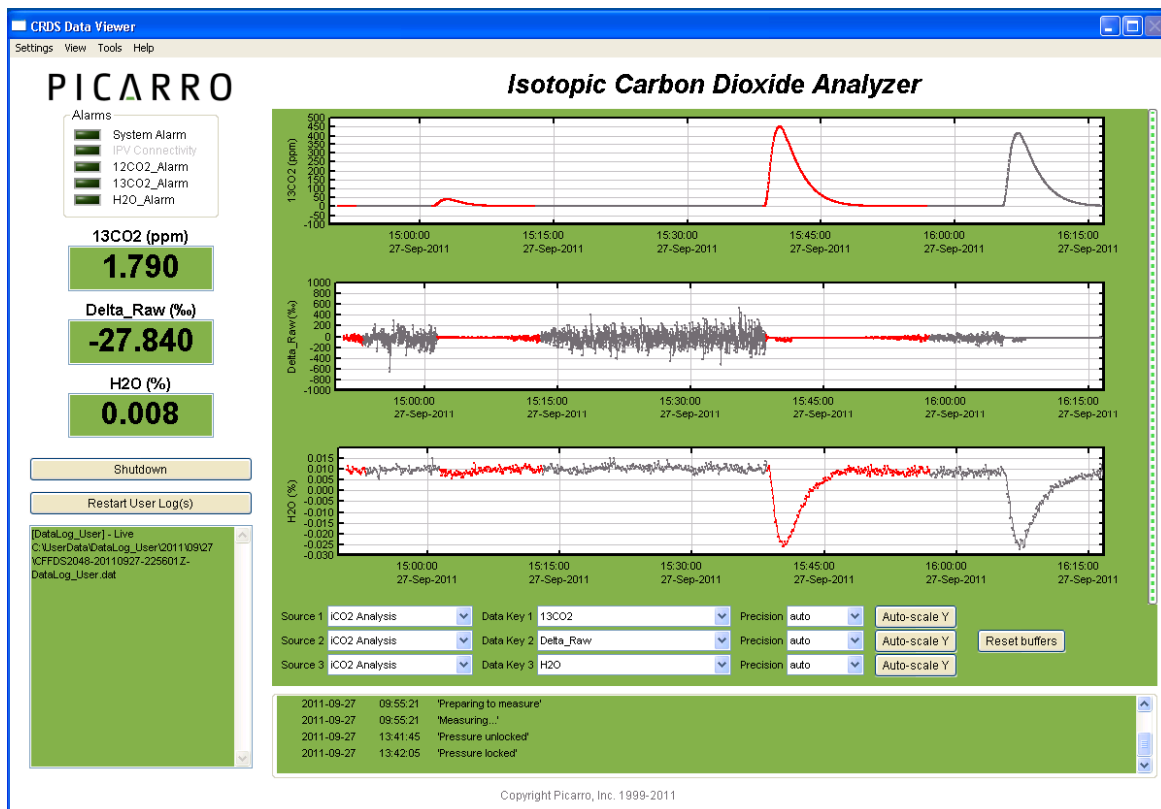 CRDS Data Viewer
Settings View Tools Help
PICARRO
Isotopic Carbon Dioxide Analyzer
Alarms
System Alarm
IPV Connectivity
12CO2_Alarm
13CO2_Alarm
H2O_Alarm
13CO2 (ppm)
1.790
Delta_Raw (‰)
-27.840
H2O (%)
0.008
Shutdown
Restart User Log(s)
[DataLog_User] - Live
C:\UserData\DataLog_User\2011\09\27
\CFFDS2048-20110927-225601Z-
DataLog_User.dat
13CO2 (ppm)
500
450
400
350
300
250
200
150
100
50
0
-50
-100
15:00:00 15:15:00 15:30:00 15:45:00 16:00:00 16:15:00
27-Sep-2011 27-Sep-2011 27-Sep-2011 27-Sep-2011 27-Sep-2011 27-Sep-2011
Delta_Raw (‰)
1000
800
600
400
200
0
-200
-400
-600
-800
-1000
15:00:00 15:15:00 15:30:00 15:45:00 16:00:00 16:15:00
27-Sep-2011 27-Sep-2011 27-Sep-2011 27-Sep-2011 27-Sep-2011 27-Sep-2011
H2O (%)
0.015
0.010
0.005
0.000
-0.005
-0.010
-0.015
-0.020
-0.025
-0.030
15:00:00 15:15:00 15:30:00 15:45:00 16:00:00 16:15:00
27-Sep-2011 27-Sep-2011 27-Sep-2011 27-Sep-2011 27-Sep-2011 27-Sep-2011
Source 1 iCO2 Analysis Data Key 1 13CO2 Precision auto Auto-scale Y
Source 2 iCO2 Analysis Data Key 2 Delta_Raw Precision auto Auto-scale Y Reset buffers
Source 3 iCO2 Analysis Data Key 3 H2O Precision auto Auto-scale Y
2011-09-27 09:55:21 'Preparing to measure'
2011-09-27 09:55:21 'Measuring...'
2011-09-27 13:41:45 'Pressure unlocked'
2011-09-27 13:42:05 'Pressure locked'
Copyright Picarro, Inc. 1999-2011